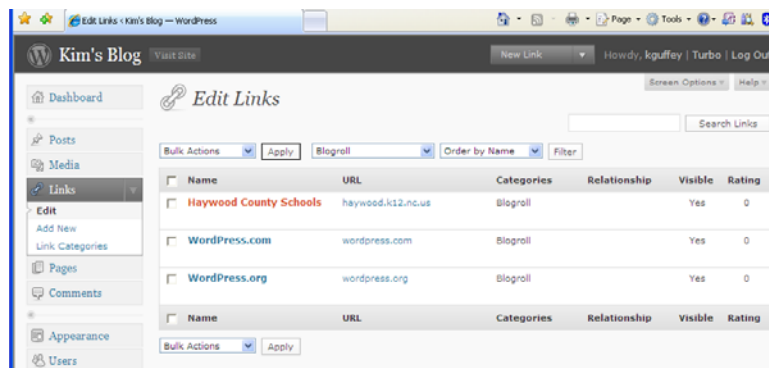 Edit Links ‹ Kim's Blog — WordPress
Page Tools
Kim's Blog Visit Site New Link Howdy, kguffey | Turbo | Log Out
Screen Options Help
Dashboard
Edit Links
Search Links
Posts
Media
Links
Edit
Add New
Link Categories
Pages
Comments
Appearance
Users
Bulk Actions Apply Blogroll Order by Name Filter
Name URL Categories Relationship Visible Rating
Haywood County Schools haywood.k12.nc.us Blogroll Yes 0
WordPress.com wordpress.com Blogroll Yes 0
WordPress.org wordpress.org Blogroll Yes 0
Name URL Categories Relationship Visible Rating
Bulk Actions Apply